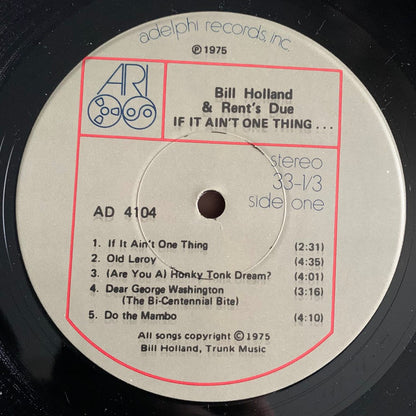 adelphi records, inc.
℗ 1975
ARI
Bill Holland
& Rent's Due
IF IT AIN'T ONE THING . . .
stereo
33-1/3
side one
AD 4104
1. If It Ain't One Thing (2:31)
2. Old Leroy (4:35)
3. (Are You A) Honky Tonk Dream? (4:01)
4. Dear George Washington (3:16)
(The Bi-Centennial Bite)
5. Do the Mambo (4:10)
All songs copyright © 1975
Bill Holland, Trunk Music